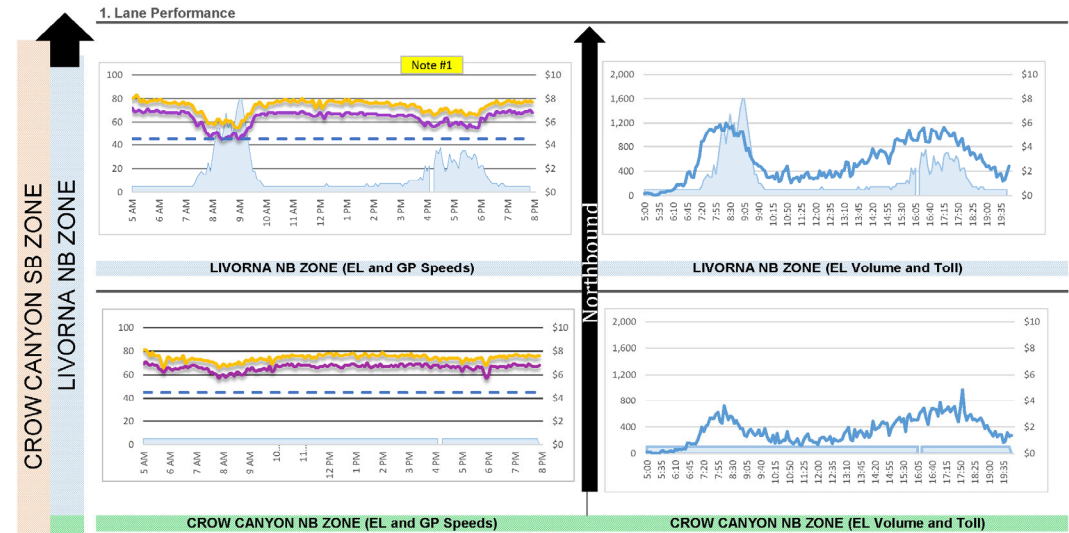 1. Lane Performance
CROW CANYON SB ZONE
LIVORNA NB ZONE
Note #1
100
80
60
40
20
0
$10
$8
$6
$4
$2
$0
5 AM
6 AM
7 AM
8 AM
9 AM
10 AM
11 AM
12 PM
1 PM
2 PM
3 PM
4 PM
5 PM
6 PM
7 PM
8 PM
LIVORNA NB ZONE (EL and GP Speeds)
Northbound
2,000
1,600
1,200
800
400
0
$10
$8
$6
$4
$2
$0
5:00
5:35
6:10
6:45
7:20
7:55
8:30
9:05
9:40
10:15
10:50
11:25
12:00
12:35
13:10
13:45
14:20
14:55
15:30
16:05
16:40
17:15
17:50
18:25
19:00
19:35
LIVORNA NB ZONE (EL Volume and Toll)
100
80
60
40
20
0
$10
$8
$6
$4
$2
$0
5 AM
6 AM
7 AM
8 AM
9 AM
10...
11...
12 PM
1 PM
2 PM
3 PM
4 PM
5 PM
6 PM
7 PM
8 PM
CROW CANYON NB ZONE (EL and GP Speeds)
2,000
1,600
1,200
800
400
0
$10
$8
$6
$4
$2
$0
5:00
5:35
6:10
6:45
7:20
7:55
8:30
9:05
9:40
10:15
10:50
11:25
12:00
12:35
13:10
13:45
14:20
14:55
15:30
16:05
16:40
17:15
17:50
18:25
19:00
19:35
CROW CANYON NB ZONE (EL Volume and Toll)